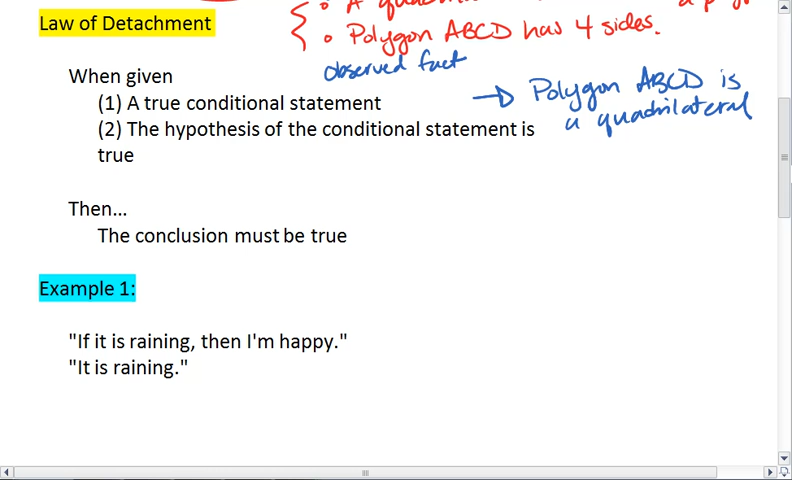 Law of Detachment
• A quadrilateral
• Polygon ABCD has 4 sides.
observed fact
When given
(1) A true conditional statement
→ Polygon ABCD is
a quadrilateral
(2) The hypothesis of the conditional statement is
true
Then...
The conclusion must be true
Example 1:
"If it is raining, then I'm happy."
"It is raining."